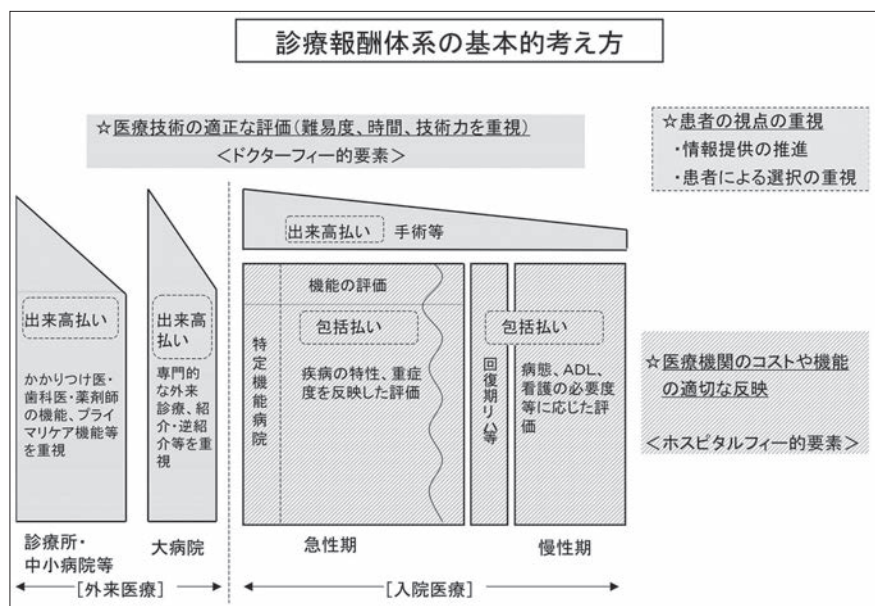 診療報酬体系の基本的考え方
☆医療技術の適正な評価(難易度、時間、技術力を重視)
＜ドクターフィー的要素＞
☆患者の視点の重視
・情報提供の推進
・患者による選択の重視
出来高払い
かかりつけ医・
歯科医・薬剤師
の機能、プライ
マリケア機能等
を重視
出来高
払い
専門的
な外来
診療、紹
介・逆紹
介等を重
視
出来高払い
手術等
機能の評価
特定機能病院
包括払い
疾病の特性、重症
度を反映した評価
回復期リハ等
包括払い
病態、ADL、
看護の必要度
等に応じた評
価
☆医療機関のコストや機能
の適切な反映
＜ホスピタルフィー的要素＞
診療所・
中小病院等
大病院
急性期
慢性期
［外来医療］
［入院医療］